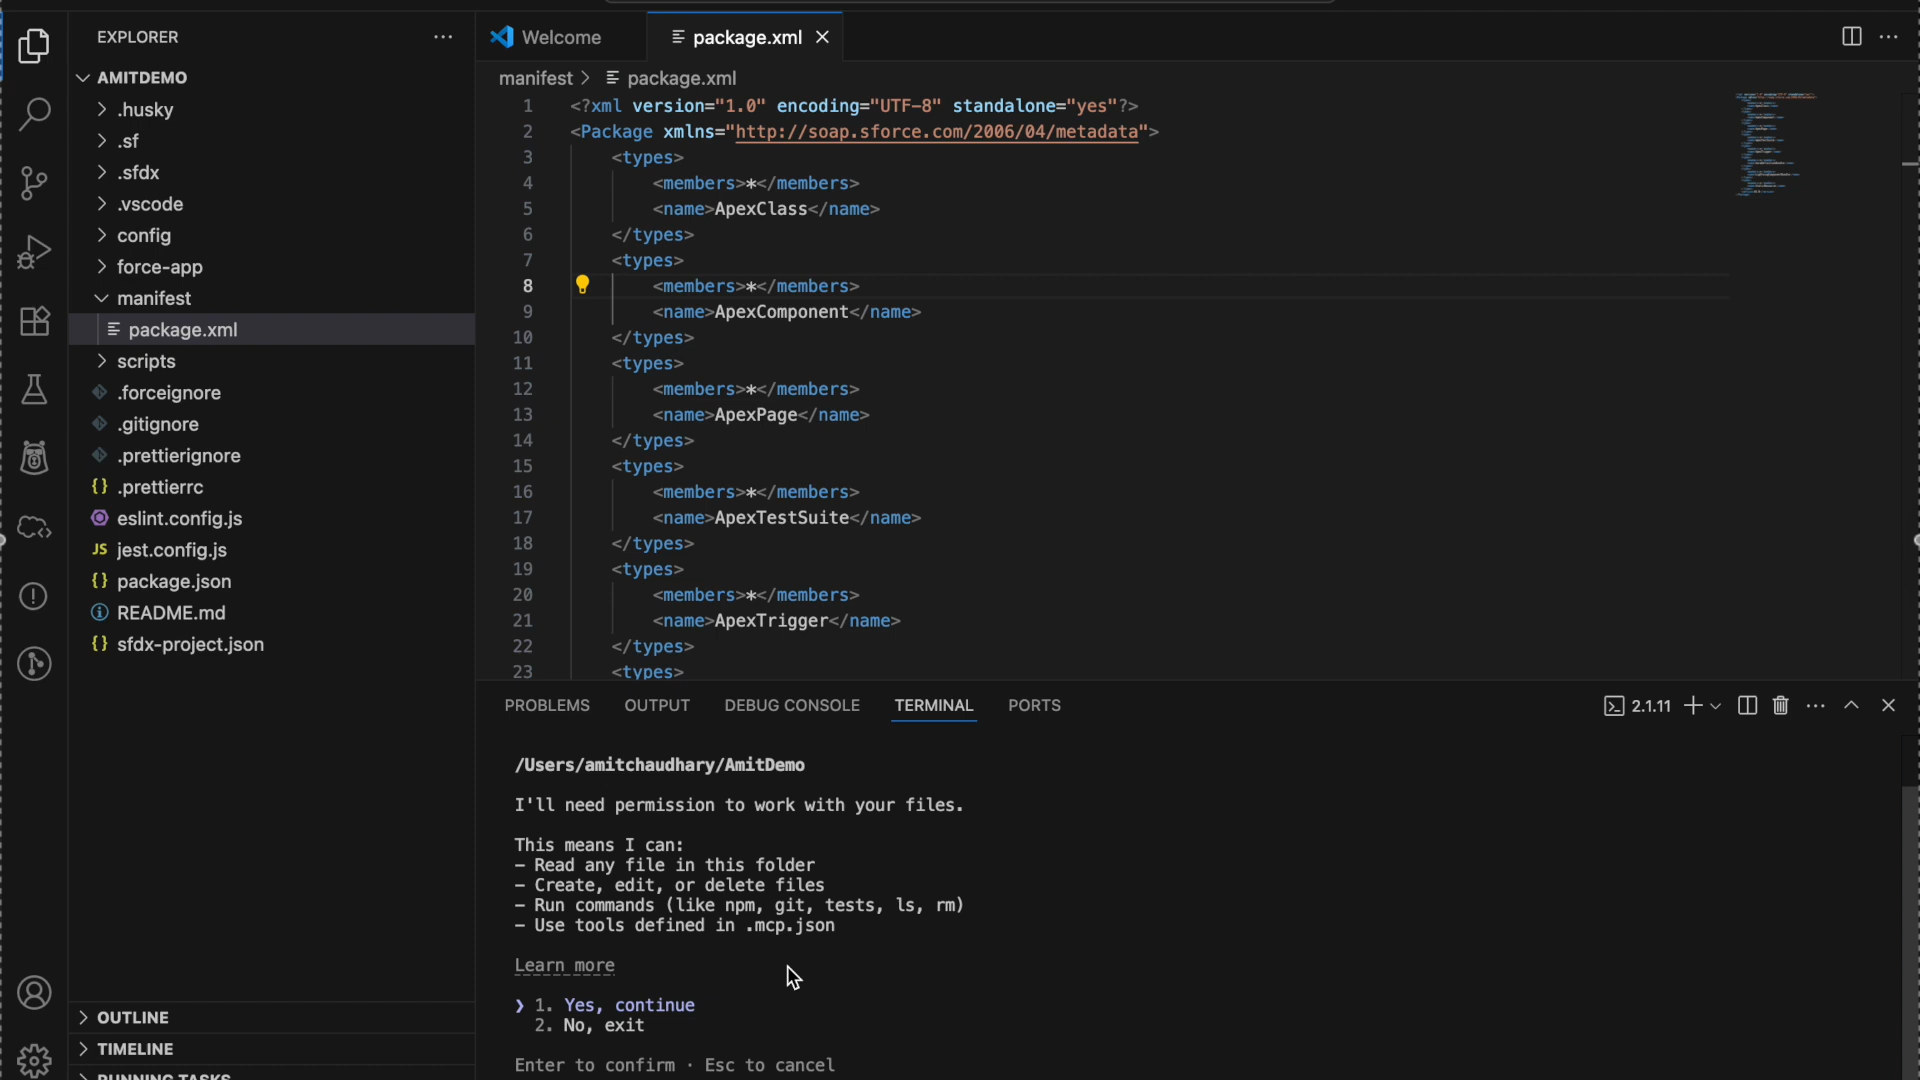 EXPLORER
AMITDEMO
.husky
.sf
.sfdx
.vscode
config
force-app
manifest
package.xml
scripts
.forceignore
.gitignore
.prettierignore
.prettierrc
eslint.config.js
JS jest.config.js
package.json
README.md
sfdx-project.json
OUTLINE
TIMELINE
RUNNING TASKS
Welcome
package.xml
manifest > package.xml
1 <?xml version="1.0" encoding="UTF-8" standalone="yes"?>
2 <Package xmlns="http://soap.sforce.com/2006/04/metadata">
3 <types>
4 <members>*</members>
5 <name>ApexClass</name>
6 </types>
7 <types>
8 <members>*</members>
9 <name>ApexComponent</name>
10 </types>
11 <types>
12 <members>*</members>
13 <name>ApexPage</name>
14 </types>
15 <types>
16 <members>*</members>
17 <name>ApexTestSuite</name>
18 </types>
19 <types>
20 <members>*</members>
21 <name>ApexTrigger</name>
22 </types>
23 <types>
PROBLEMS OUTPUT DEBUG CONSOLE TERMINAL PORTS
2.1.11
/Users/amitchaudhary/AmitDemo
I'll need permission to work with your files.
This means I can:
- Read any file in this folder
- Create, edit, or delete files
- Run commands (like npm, git, tests, ls, rm)
- Use tools defined in .mcp.json
Learn more
❯ 1. Yes, continue
2. No, exit
Enter to confirm · Esc to cancel